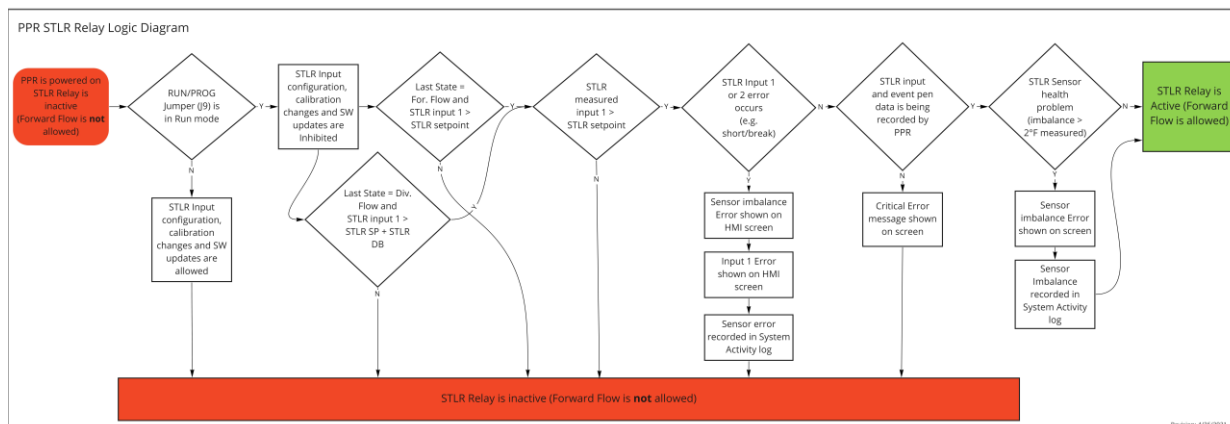 PPR STLR Relay Logic Diagram
PPR is powered on
STLR Relay is
inactive
(Forward Flow is not
allowed)
RUN/PROG
Jumper (J9) is
in Run mode
Y
N
STLR Input
configuration,
calibration
changes and SW
updates are
allowed
STLR Input
configuration,
calibration
changes and SW
updates are
Inhibited
Last State =
For. Flow and
STLR input 1 >
STLR setpoint
Y
N
Last State = Div.
Flow and
STLR input 1 >
STLR SP + STLR
DB
Y
N
STLR
measured
input 1 >
STLR setpoint
Y
N
STLR Input 1
or 2 error
occurs
(e.g.
short/break)
N
y
Sensor imbalance
Error shown on
HMI screen
Input 1 Error
shown on HMI
screen
Sensor error
recorded in System
Activity log
STLR input
and event pen
data is being
recorded by
PPR
Y
N
Critical Error
message shown
on screen
STLR Sensor
health
problem
(imbalance >
2°F measured)
N
Y
Sensor
imbalance Error
shown on screen
Sensor
Imbalance
recorded in
System Activity
log
STLR Relay is
Active (Forward
Flow is allowed)
STLR Relay is inactive (Forward Flow is not allowed)